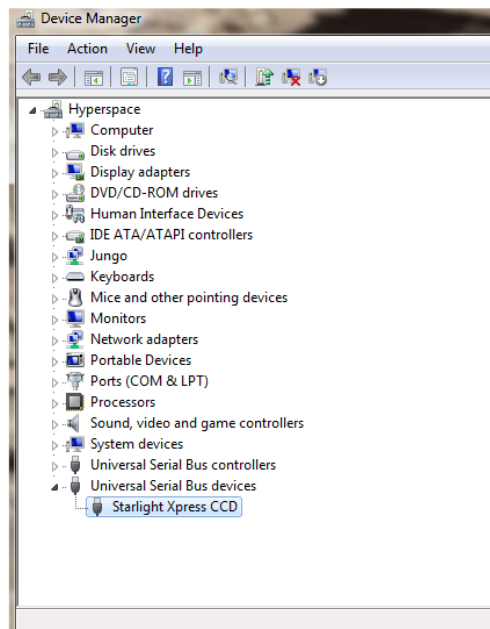 Device Manager
File Action View Help
Hyperspace
Computer
Disk drives
Display adapters
DVD/CD-ROM drives
Human Interface Devices
IDE ATA/ATAPI controllers
Jungo
Keyboards
Mice and other pointing devices
Monitors
Network adapters
Portable Devices
Ports (COM & LPT)
Processors
Sound, video and game controllers
System devices
Universal Serial Bus controllers
Universal Serial Bus devices
Starlight Xpress CCD